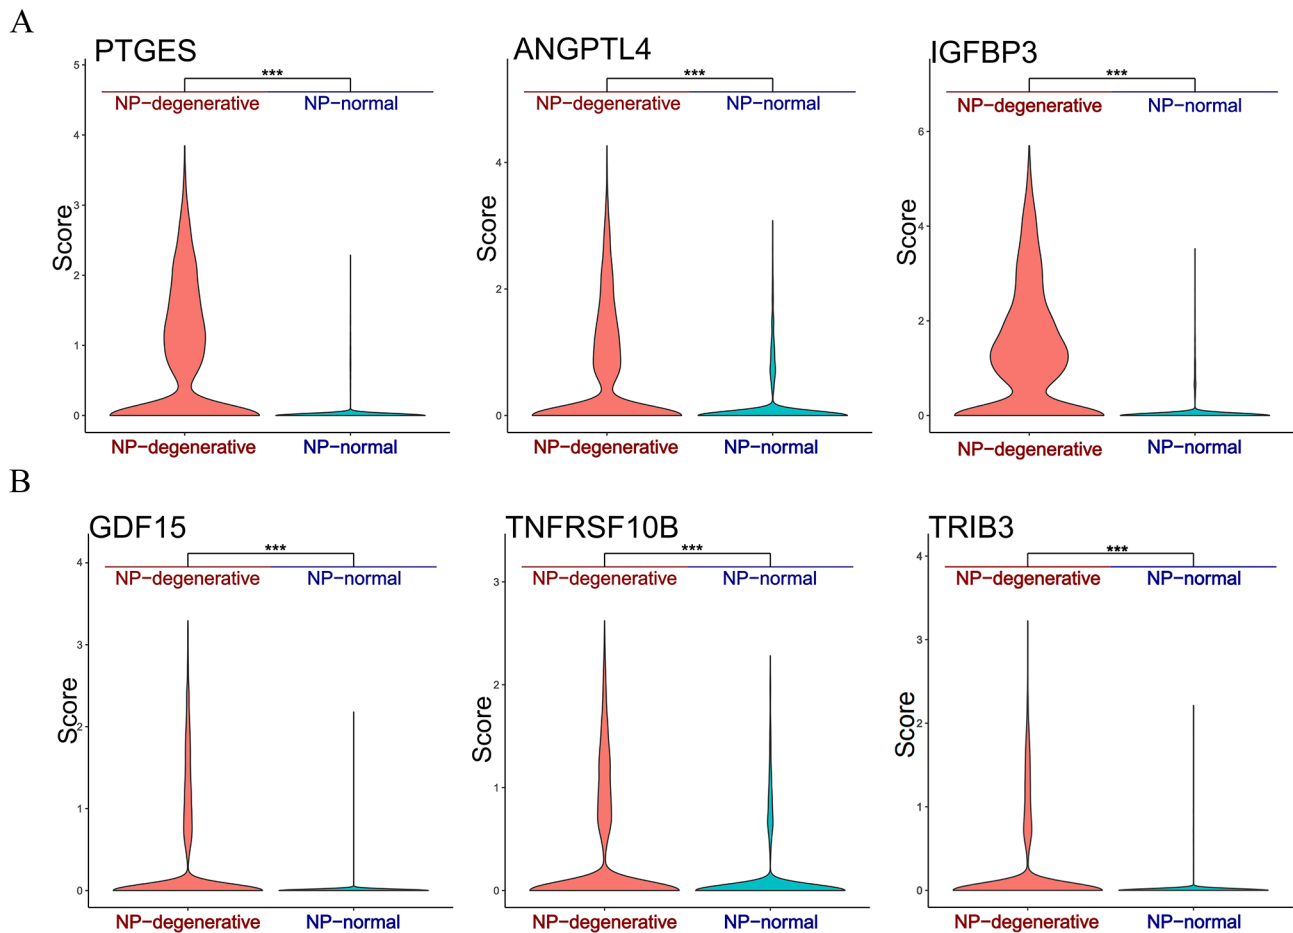 A
PTGES ANGPTL4 IGFBP3
*** *** ***
NP−degenerative NP−normal NP−degenerative NP−normal NP−degenerative NP−normal
5
4
3
2
1
0
Score
4
2
0
Score
6
4
2
0
Score
NP−degenerative NP−normal NP−degenerative NP−normal NP−degenerative NP−normal
B
GDF15 TNFRSF10B TRIB3
*** *** ***
NP−degenerative NP−normal NP−degenerative NP−normal NP−degenerative NP−normal
4
3
2
1
0
Score
3
2
1
0
Score
4
3
2
1
0
Score
NP−degenerative NP−normal NP−degenerative NP−normal NP−degenerative NP−normal